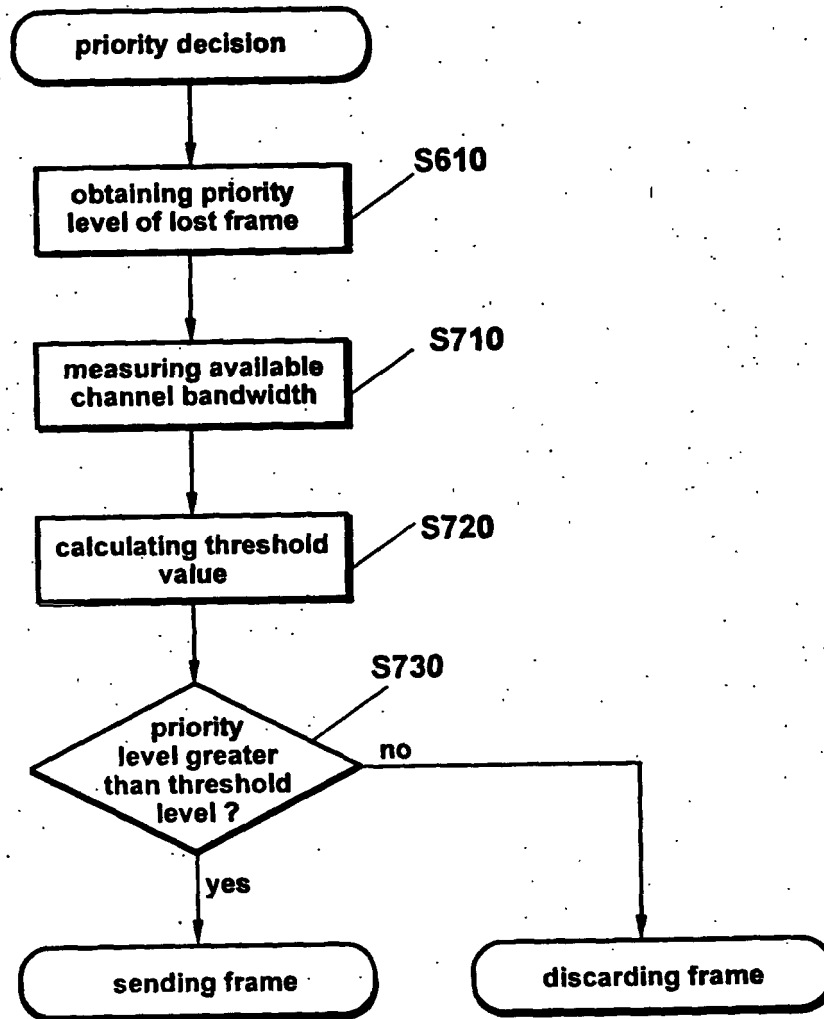 priority decision
S610
obtaining priority
level of lost frame
S710
measuring available
channel bandwidth
S720
calculating threshold
value
S730
priority
level greater
than threshold
level ?
no
yes
sending frame
discarding frame